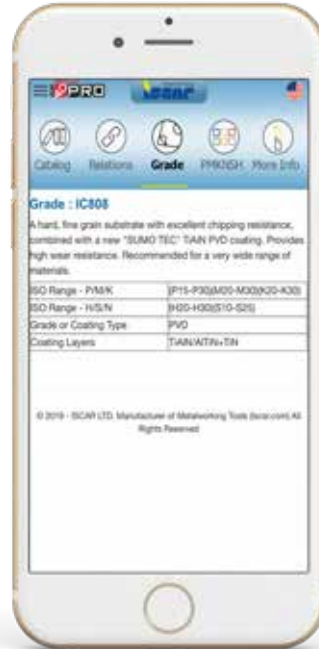 PRO
ISCAR
Catalog Relations Grade PMKNSH More Info
Grade : IC808
A hard, fine grain substrate with excellent chipping resistance,
combined with a new "SUMO TEC" TiAlN PVD coating. Provides
high wear resistance. Recommended for a very wide range of
materials.
ISO Range - P/M/K (P15-P30)(M20-M30)(K20-K30)
ISO Range - H/S/N (H20-H30)(S10-S25)
Grade or Coating Type PVD
Coating Layers TiAlN/AlTiN+TiN
© 2019 - ISCAR LTD. Manufacturer of Metalworking Tools (iscar.com) All
Rights Reserved